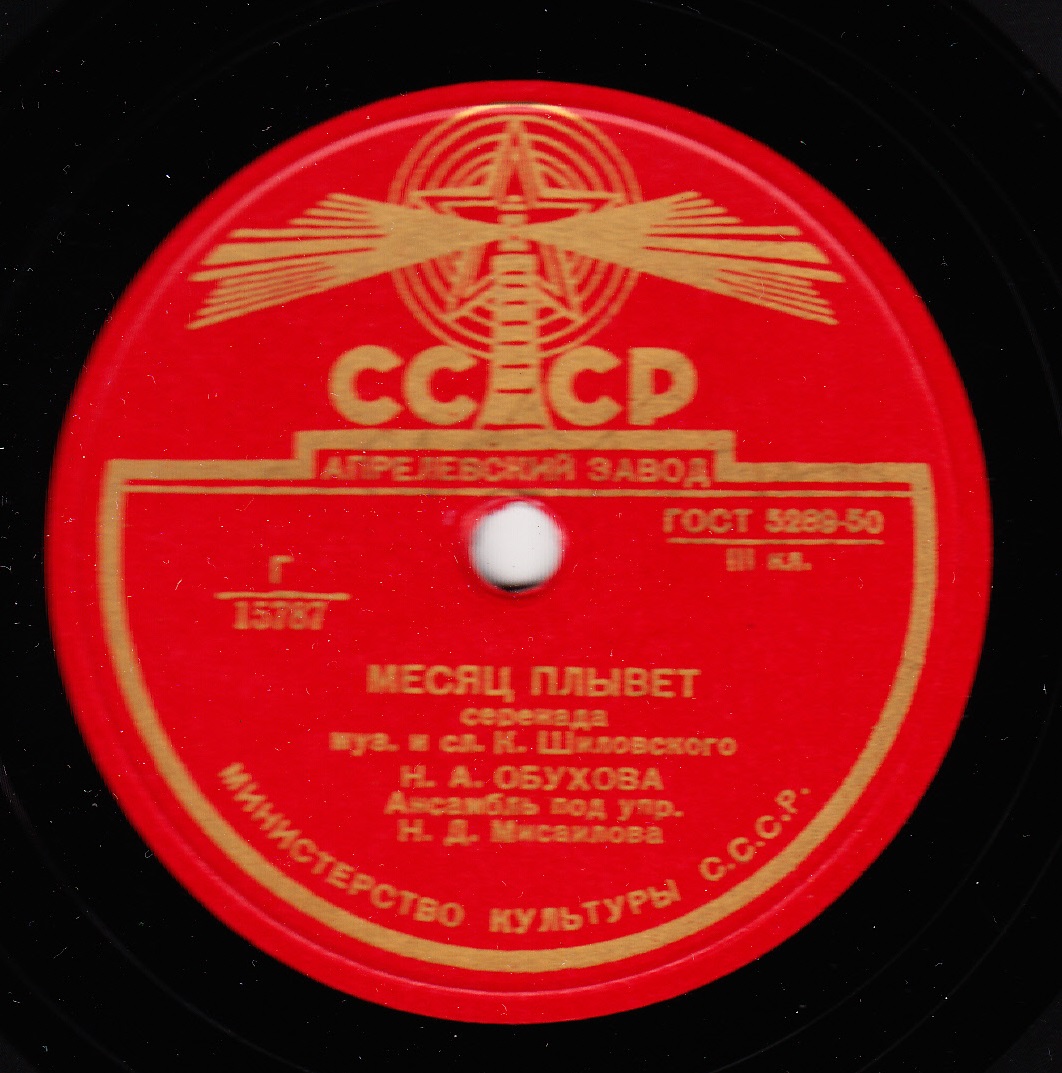 СССР
АПРЕЛЕВСКИЙ ЗАВОД
ГОСТ 5289-50
III кл.
Г
15787
МЕСЯЦ ПЛЫВЕТ
серенада
муз. и сл. К. Шиловского
Н. А. ОБУХОВА
Ансамбль под упр.
Н. Д. Мисаилова
МИНИСТЕРСТВО КУЛЬТУРЫ С.С.С.Р.